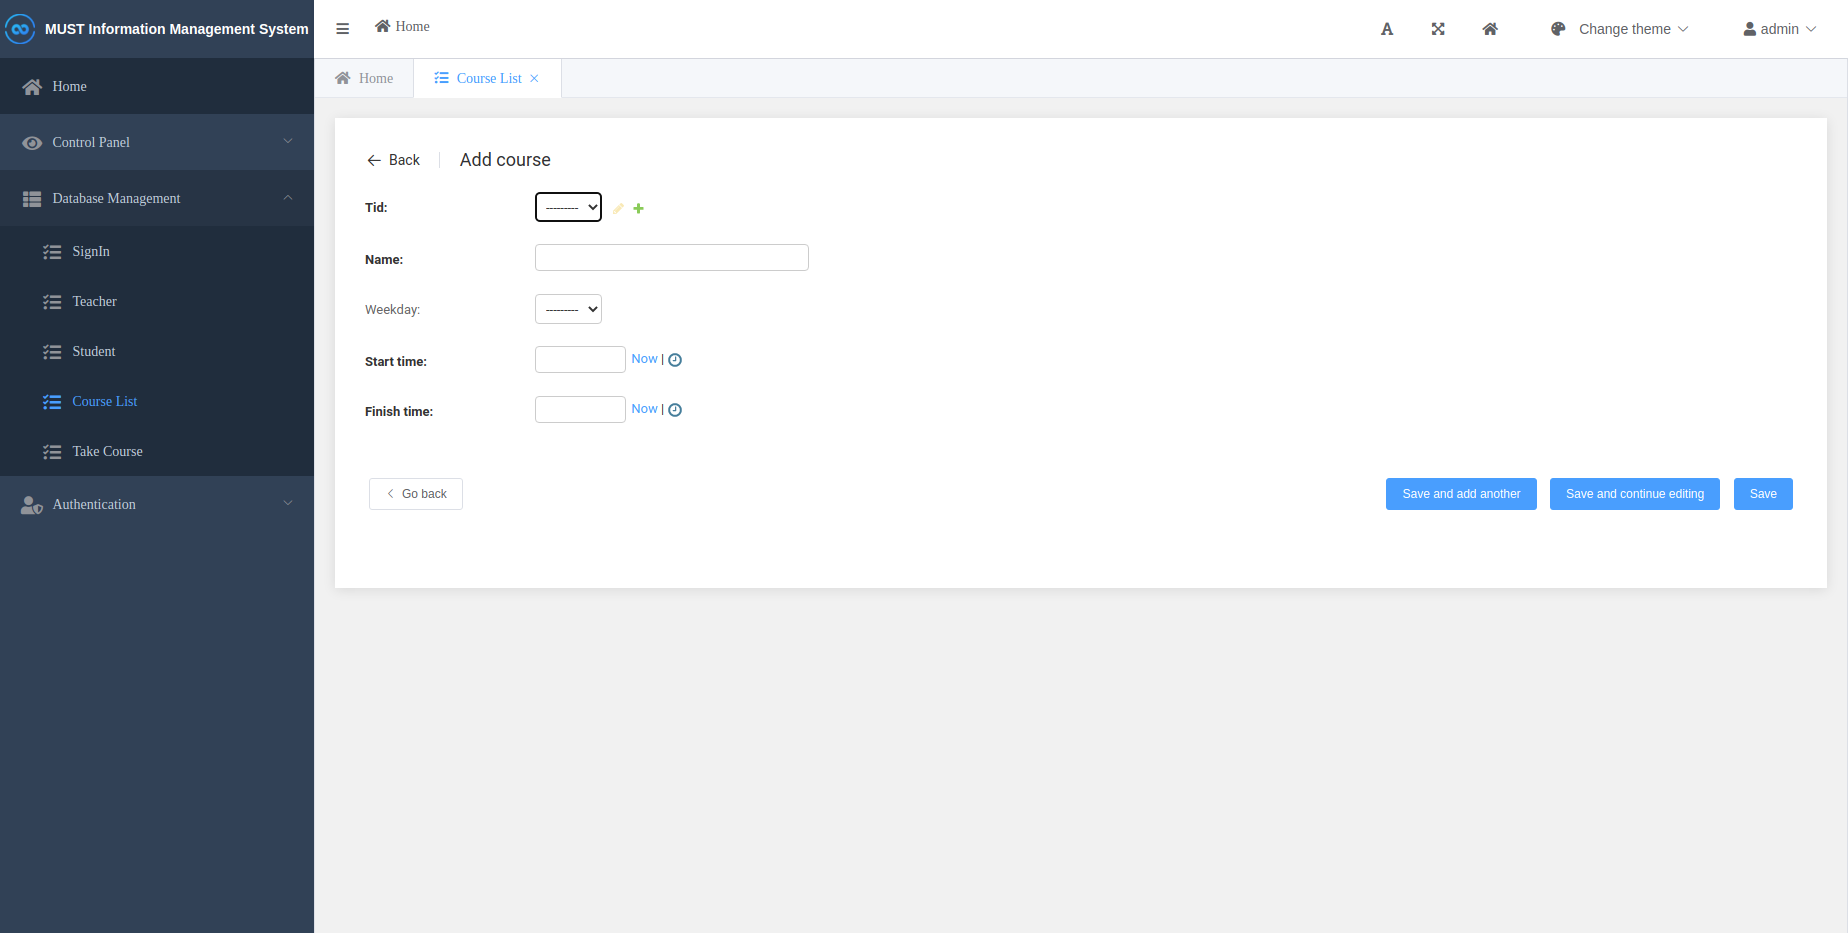 MUST Information Management System
Home
Control Panel
Database Management
SignIn
Teacher
Student
Course List
Take Course
Authentication
Home
A
Change theme
admin
Home
Course List ×
Back
Add course
Tid: ---------
Name:
Weekday: ---------
Start time: Now |
Finish time: Now |
Go back
Save and add another
Save and continue editing
Save